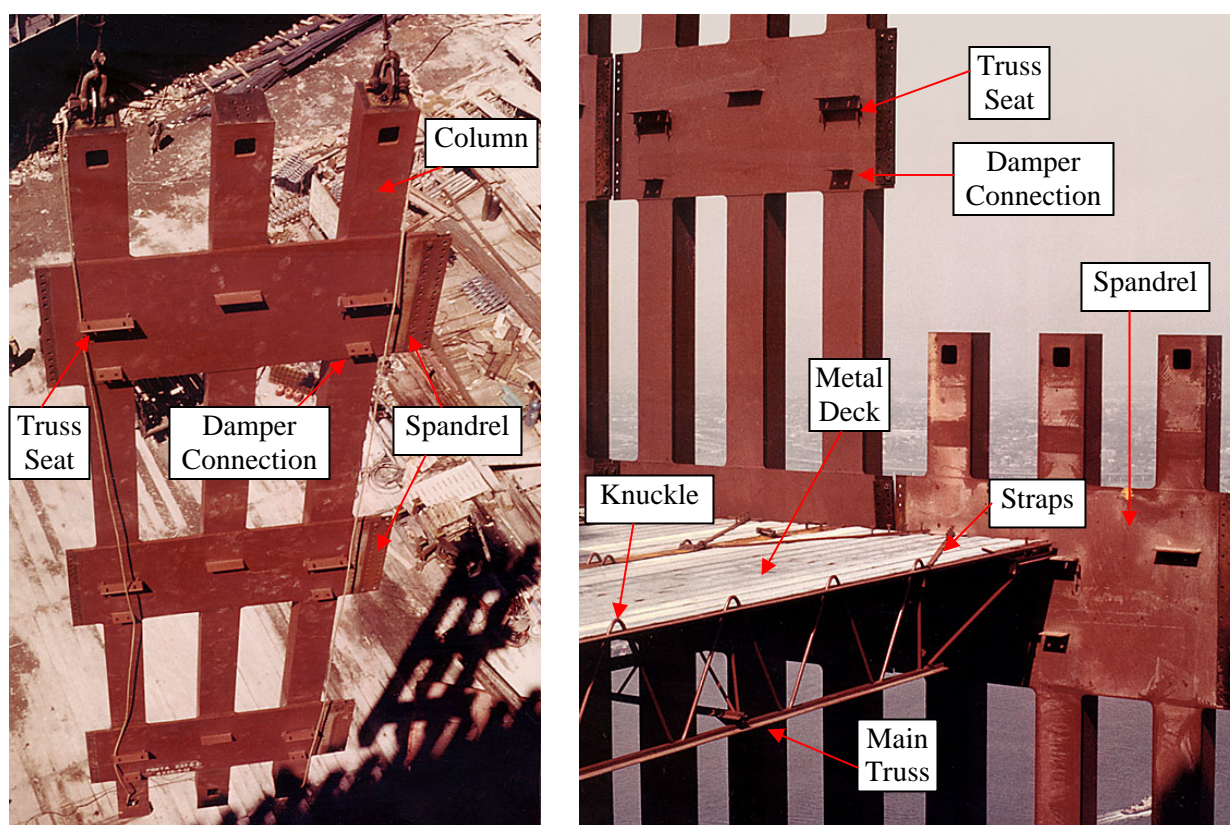 Column
Truss
Seat
Damper
Connection
Spandrel
Truss
Seat
Damper
Connection
Spandrel
Metal
Deck
Knuckle
Straps
Main
Truss